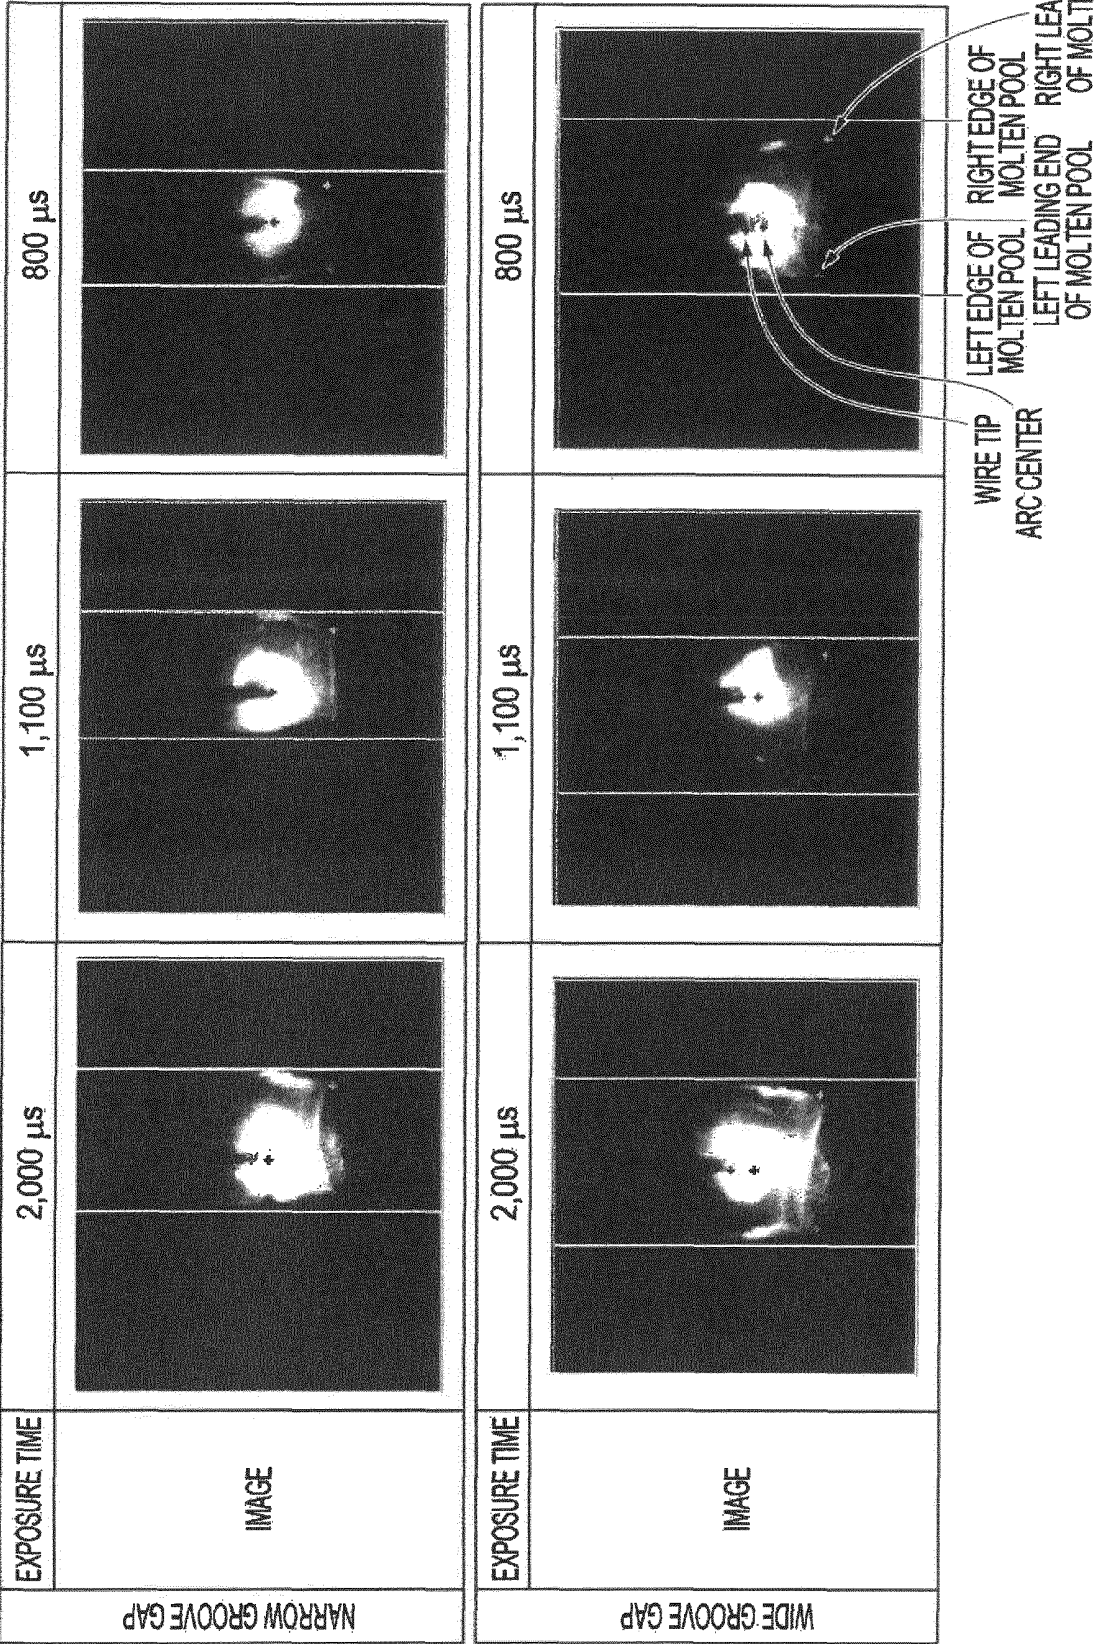 NARROW GROOVE GAP
EXPOSURE TIME
2,000 μs
1,100 μs
800 μs
IMAGE
WIDE GROOVE GAP
EXPOSURE TIME
2,000 μs
1,100 μs
800 μs
IMAGE
WIRE TIP
ARC CENTER
LEFT EDGE OF
MOLTEN POOL
LEFT LEADING END
OF MOLTEN POOL
RIGHT EDGE OF
MOLTEN POOL
RIGHT
OF